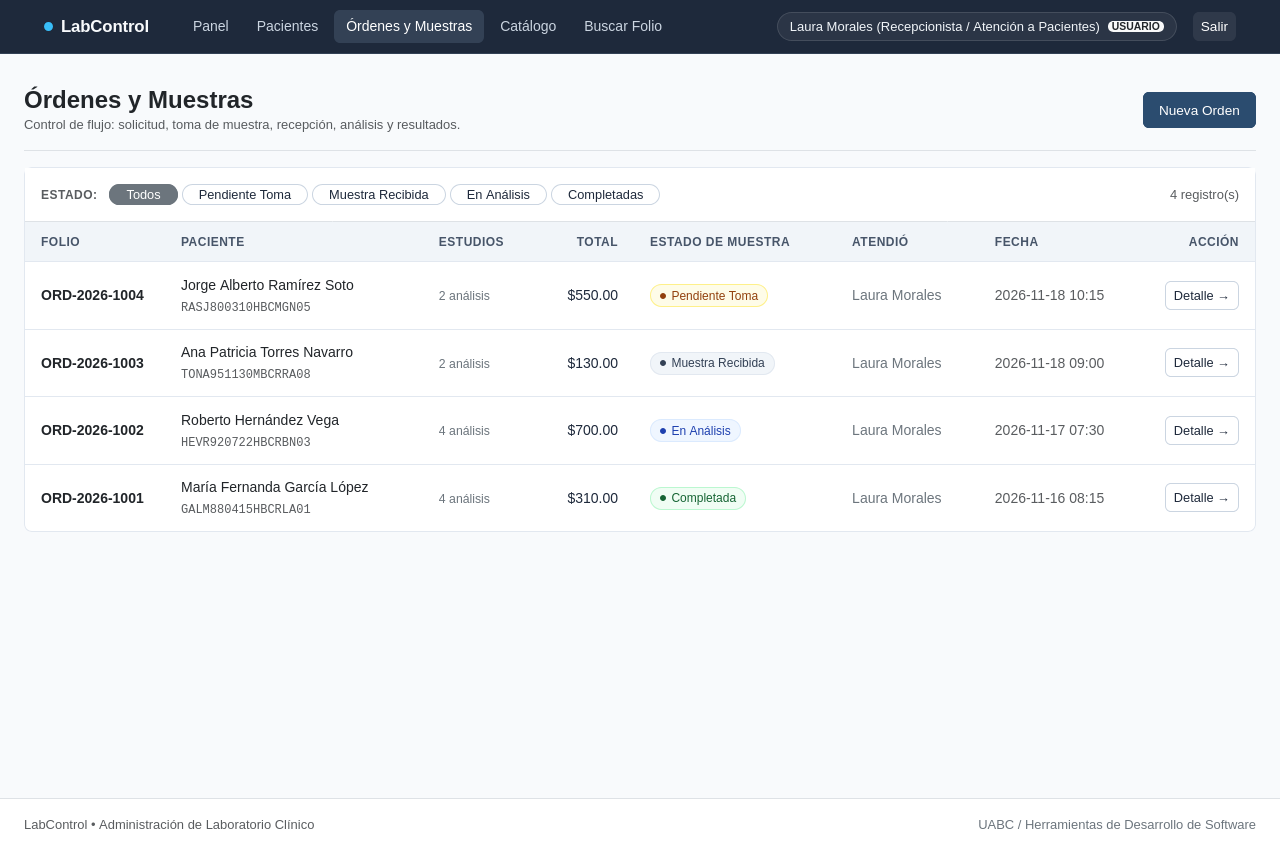 LabControl
Panel
Pacientes
Órdenes y Muestras
Catálogo
Buscar Folio
Laura Morales (Recepcionista / Atención a Pacientes) USUARIO
Salir
Órdenes y Muestras
Control de flujo: solicitud, toma de muestra, recepción, análisis y resultados.
Nueva Orden
ESTADO: Todos Pendiente Toma Muestra Recibida En Análisis Completadas 4 registro(s)
FOLIO PACIENTE ESTUDIOS TOTAL ESTADO DE MUESTRA ATENDIÓ FECHA ACCIÓN
ORD-2026-1004 Jorge Alberto Ramírez Soto 2 análisis $550.00 Pendiente Toma Laura Morales 2026-11-18 10:15 Detalle →
RASJ800310HBCMGN05
ORD-2026-1003 Ana Patricia Torres Navarro 2 análisis $130.00 Muestra Recibida Laura Morales 2026-11-18 09:00 Detalle →
TONA951130MBCRRA08
ORD-2026-1002 Roberto Hernández Vega 4 análisis $700.00 En Análisis Laura Morales 2026-11-17 07:30 Detalle →
HEVR920722HBCRBN03
ORD-2026-1001 María Fernanda García López 4 análisis $310.00 Completada Laura Morales 2026-11-16 08:15 Detalle →
GALM880415HBCRLA01
LabControl • Administración de Laboratorio Clínico
UABC / Herramientas de Desarrollo de Software